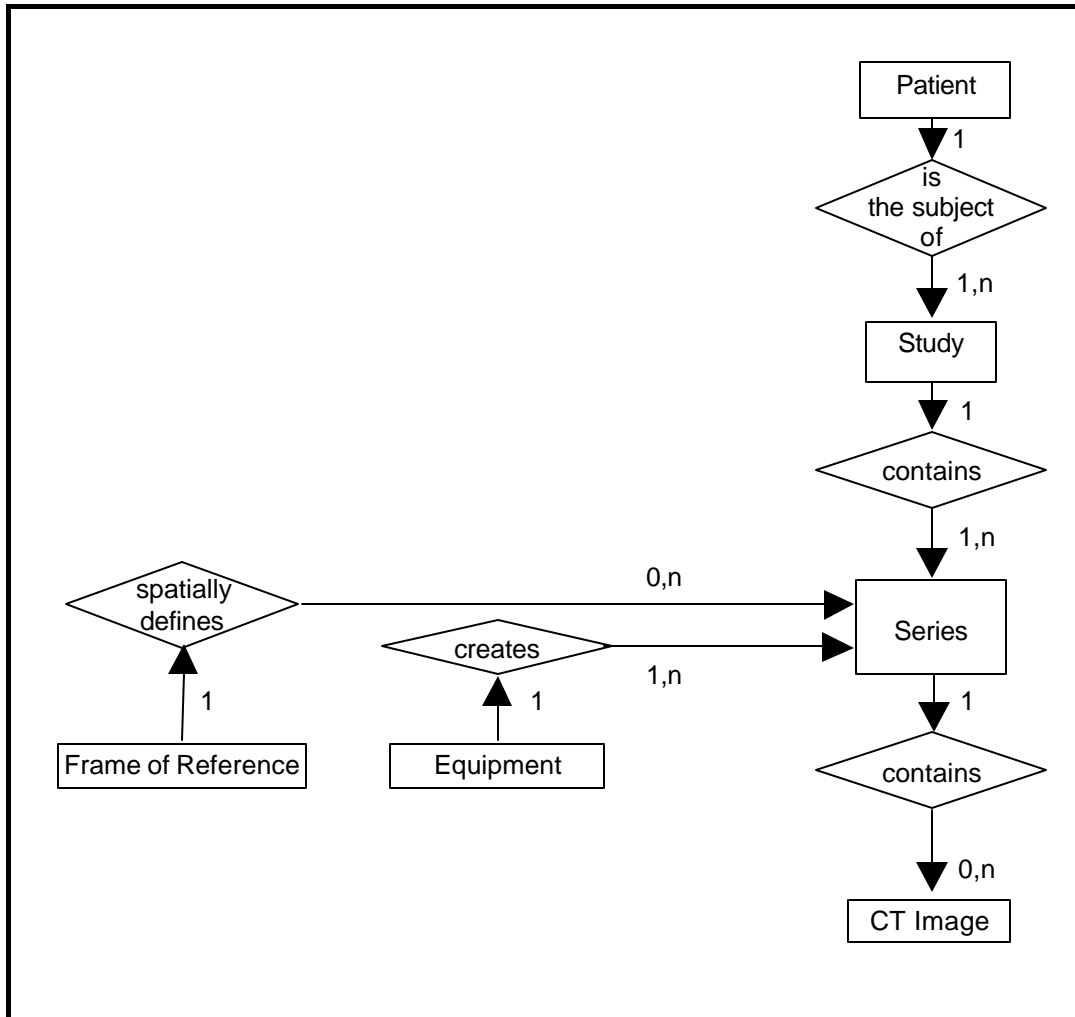 Patient
1
is
the subject
of
1,n
Study
1
contains
1,n
spatially
defines
0,n
Series
creates
1,n
1
1
1
Frame of Reference
Equipment
contains
0,n
CT Image